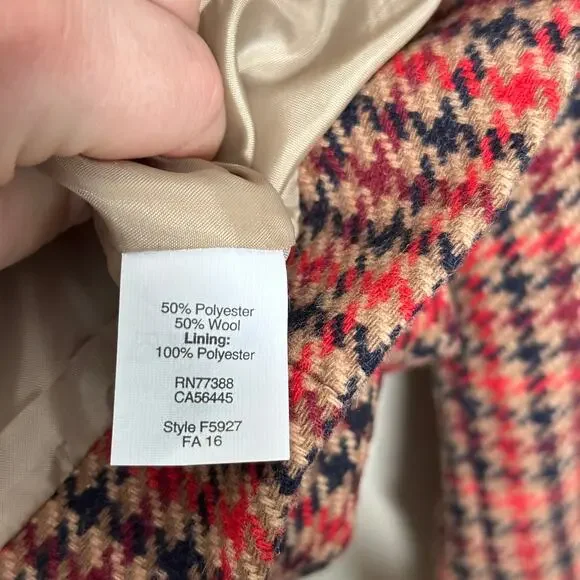 50% Polyester
50% Wool
Lining:
100% Polyester
RN77388
CA56445
Style F5927
FA 16